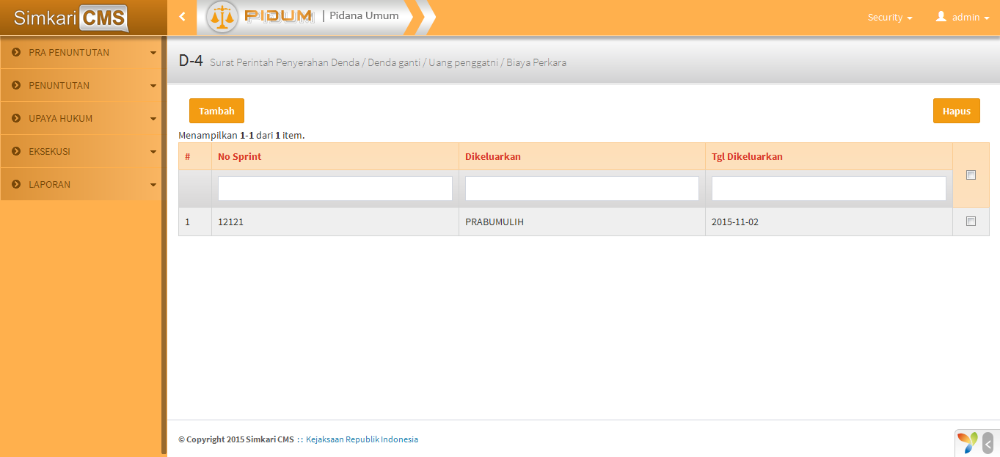 Simkari CMS
PIDUM | Pidana Umum
Security
admin
PRA PENUNTUTAN
PENUNTUTAN
UPAYA HUKUM
EKSEKUSI
LAPORAN
D-4 Surat Perintah Penyerahan Denda / Denda ganti / Uang penggatni / Biaya Perkara
Tambah
Hapus
Menampilkan 1-1 dari 1 item.
# No Sprint Dikeluarkan Tgl Dikeluarkan
1 12121 PRABUMULIH 2015-11-02
© Copyright 2015 Simkari CMS :: Kejaksaan Republik Indonesia